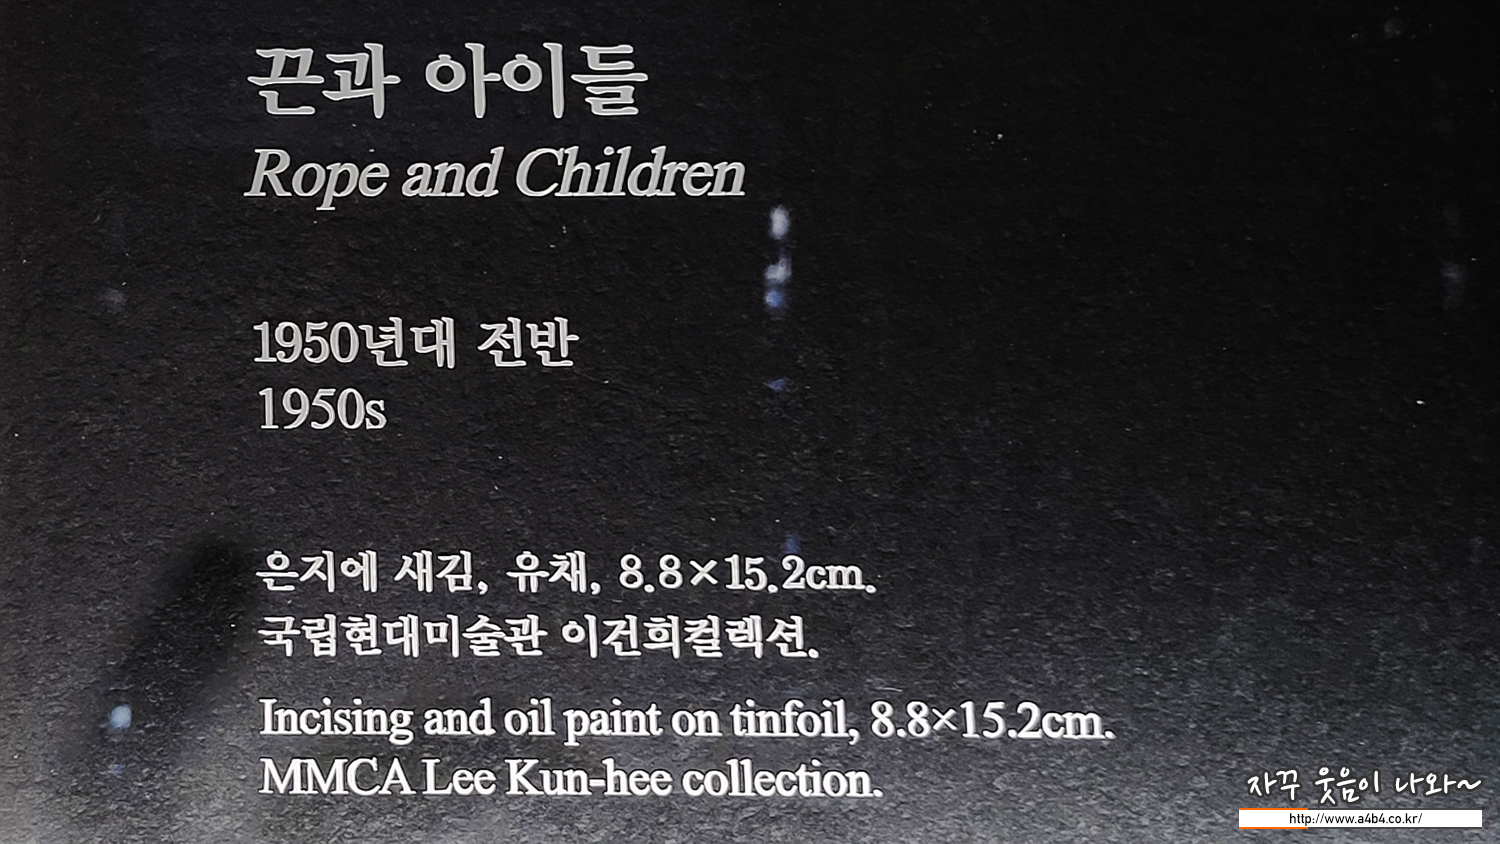 끈과 아이들
Rope and Children
1950년대 전반
1950s
은지에 새김, 유채, 8.8×15.2cm.
국립현대미술관 이건희컬렉션.
Incising and oil paint on tinfoil, 8.8×15.2cm.
MMCA Lee Kun-hee collection.
자꾸 웃음이 나와~
http://www.a4b4.co.kr/